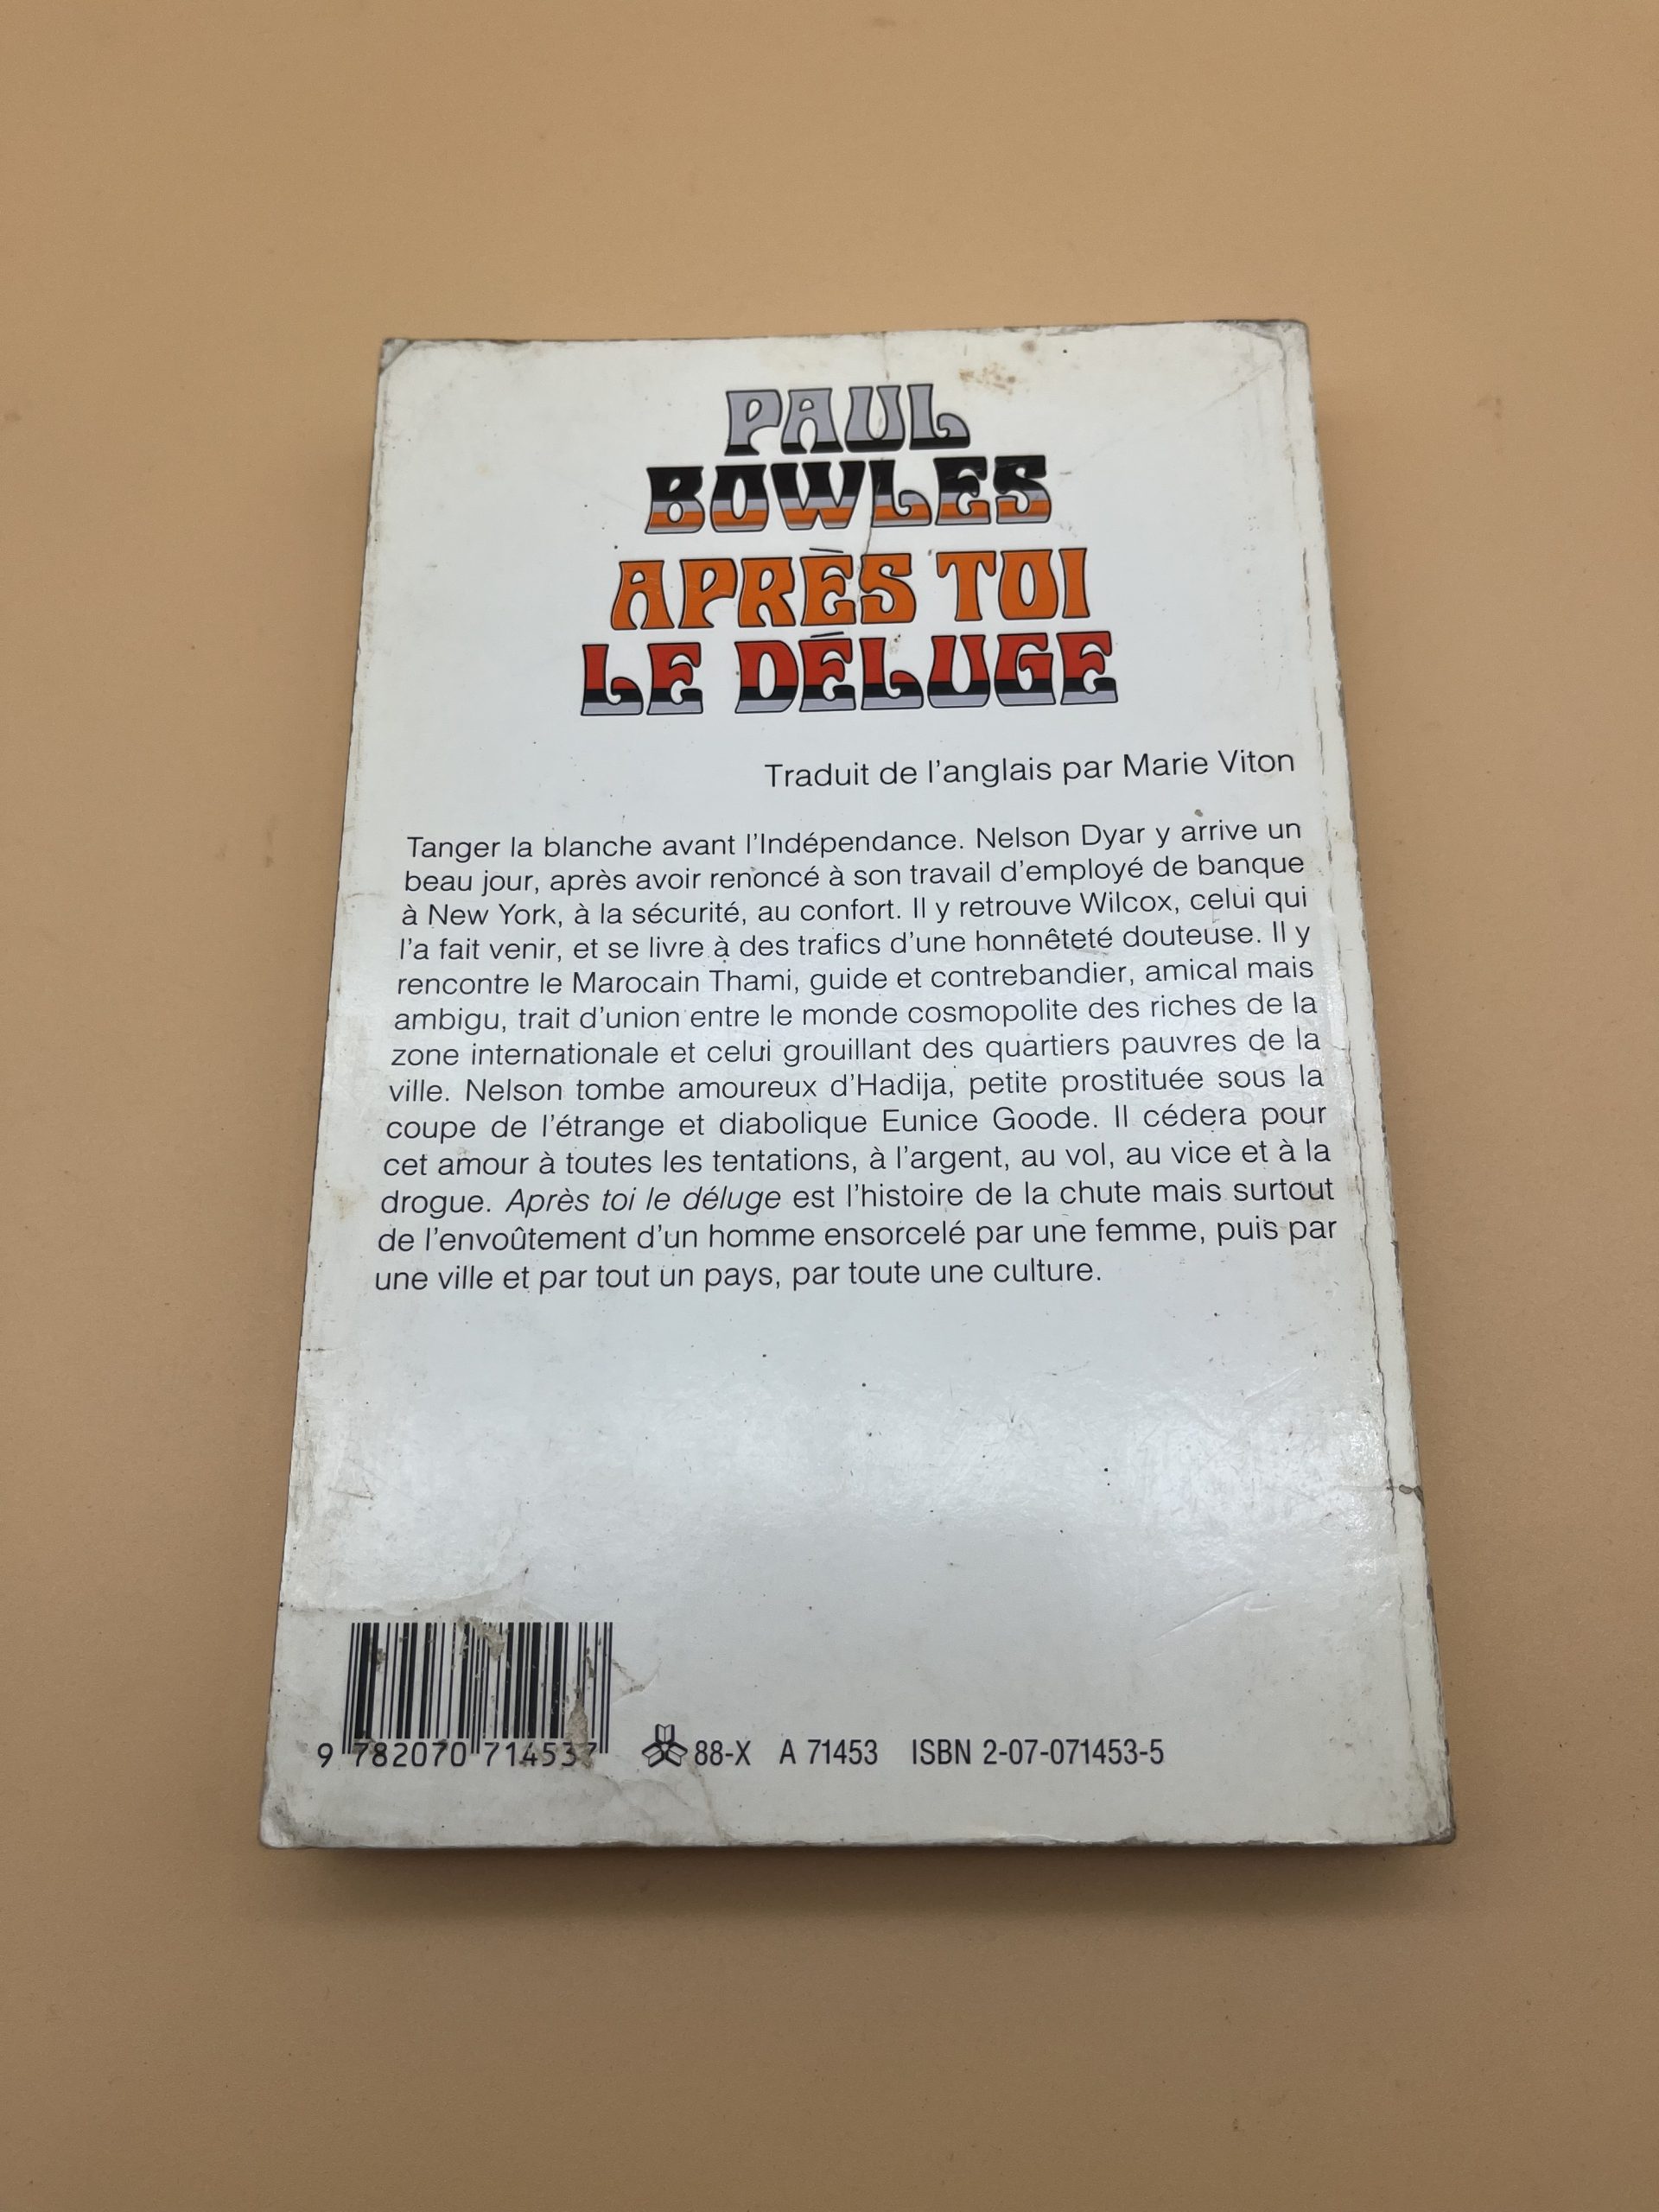 PAUL
BOWLES
APRÈS TOI
LE DÉLUGE
Traduit de l'anglais par Marie Viton
Tanger la blanche avant l'Indépendance. Nelson Dyar y arrive un
beau jour, après avoir renoncé à son travail d'employé de banque
à New York, à la sécurité, au confort. Il y retrouve Wilcox, celui qui
l'a fait venir, et se livre à des trafics d'une honnêteté douteuse. Il y
rencontre le Marocain Thami, guide et contrebandier, amical mais
ambigu, trait d'union entre le monde cosmopolite des riches de la
zone internationale et celui grouillant des quartiers pauvres de la
ville. Nelson tombe amoureux d'Hadija, petite prostituée sous la
coupe de l'étrange et diabolique Eunice Goode. Il cédera pour
cet amour à toutes les tentations, à l'argent, au vol, au vice et à la
drogue. Après toi le déluge est l'histoire de la chute mais surtout
de l'envoûtement d'un homme ensorcelé par une femme, puis par
une ville et par tout un pays, par toute une culture.
9 782070 714537 88-X A 71453 ISBN 2-07-071453-5